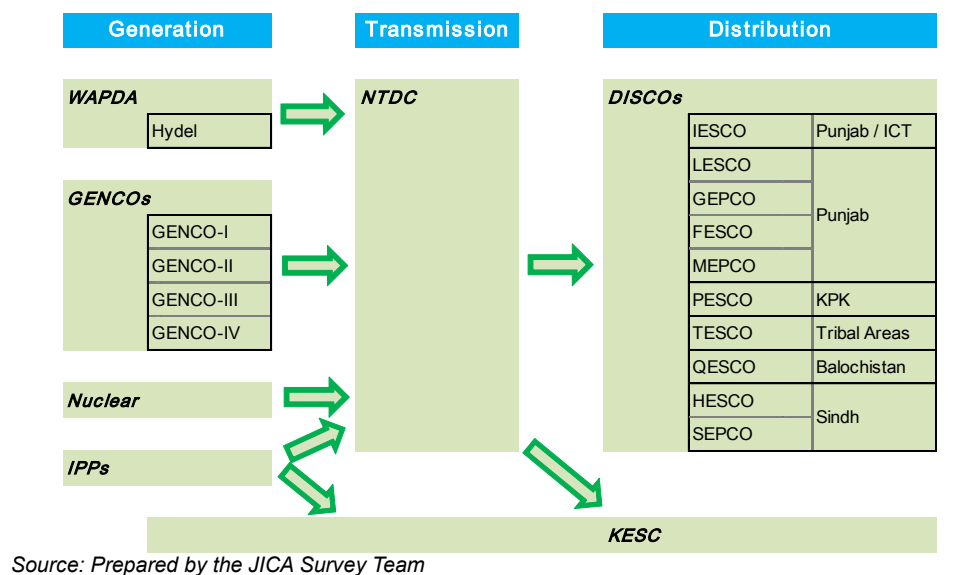 Generation
Transmission
Distribution
WAPDA
Hydel
GENCOs
GENCO-I
GENCO-II
GENCO-III
GENCO-IV
Nuclear
IPPs
NTDC
DISCOs
IESCO Punjab / ICT
LESCO
GEPCO
FESCO
MEPCO
Punjab
PESCO KPK
TESCO Tribal Areas
QESCO Balochistan
HESCO
SEPCO
Sindh
KESC
Source: Prepared by the JICA Survey Team